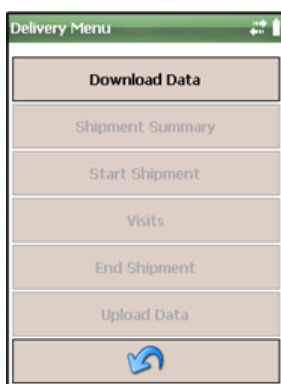 Delivery Menu
Download Data
Shipment Summary
Start Shipment
Visits
End Shipment
Upload Data